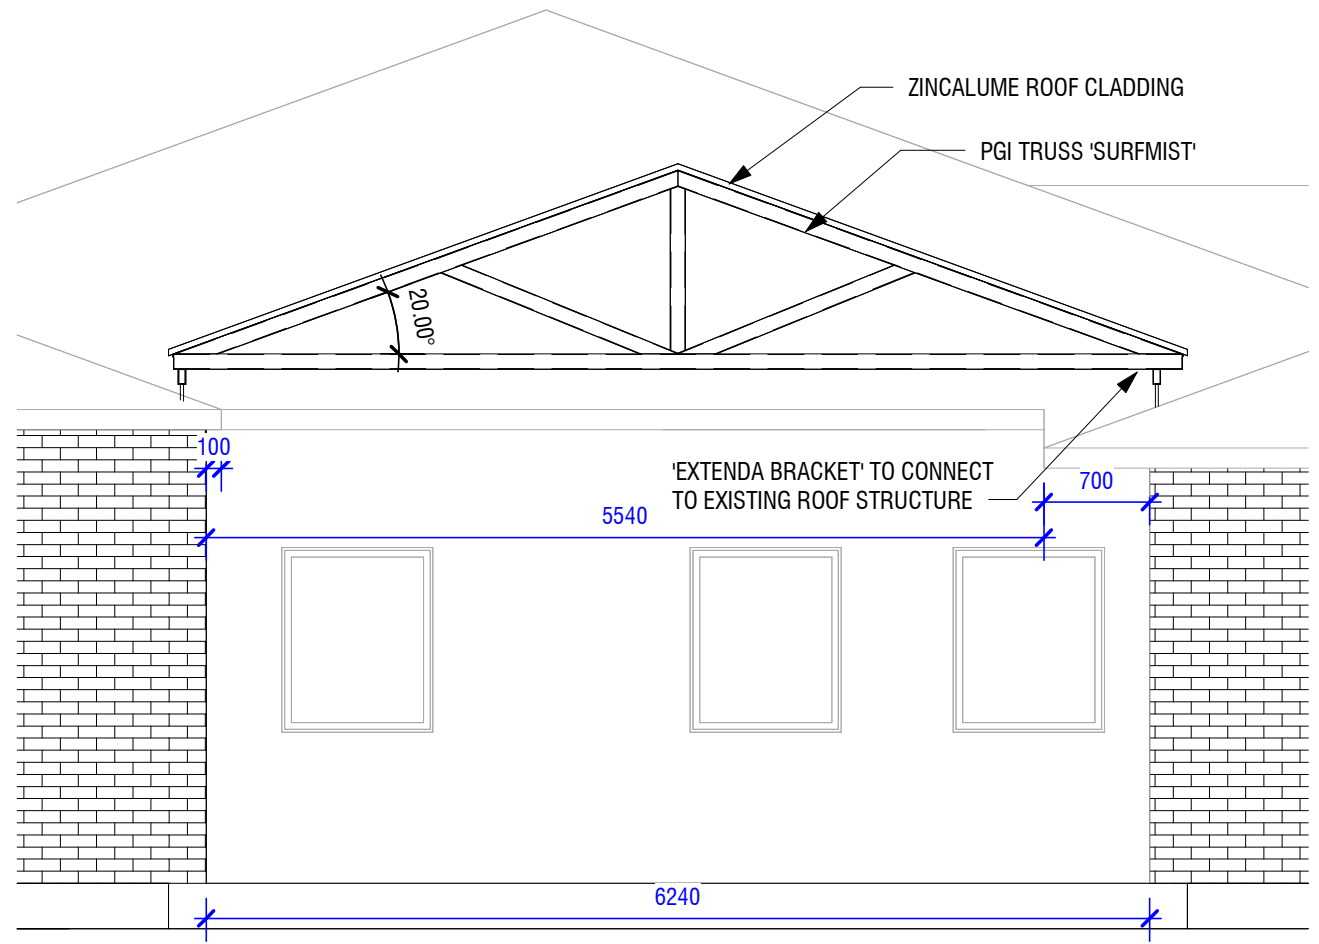 ZINCALUME ROOF CLADDING
PGI TRUSS 'SURFMIST'
20.00°
100
'EXTENDA BRACKET' TO CONNECT
TO EXISTING ROOF STRUCTURE
700
5540
6240